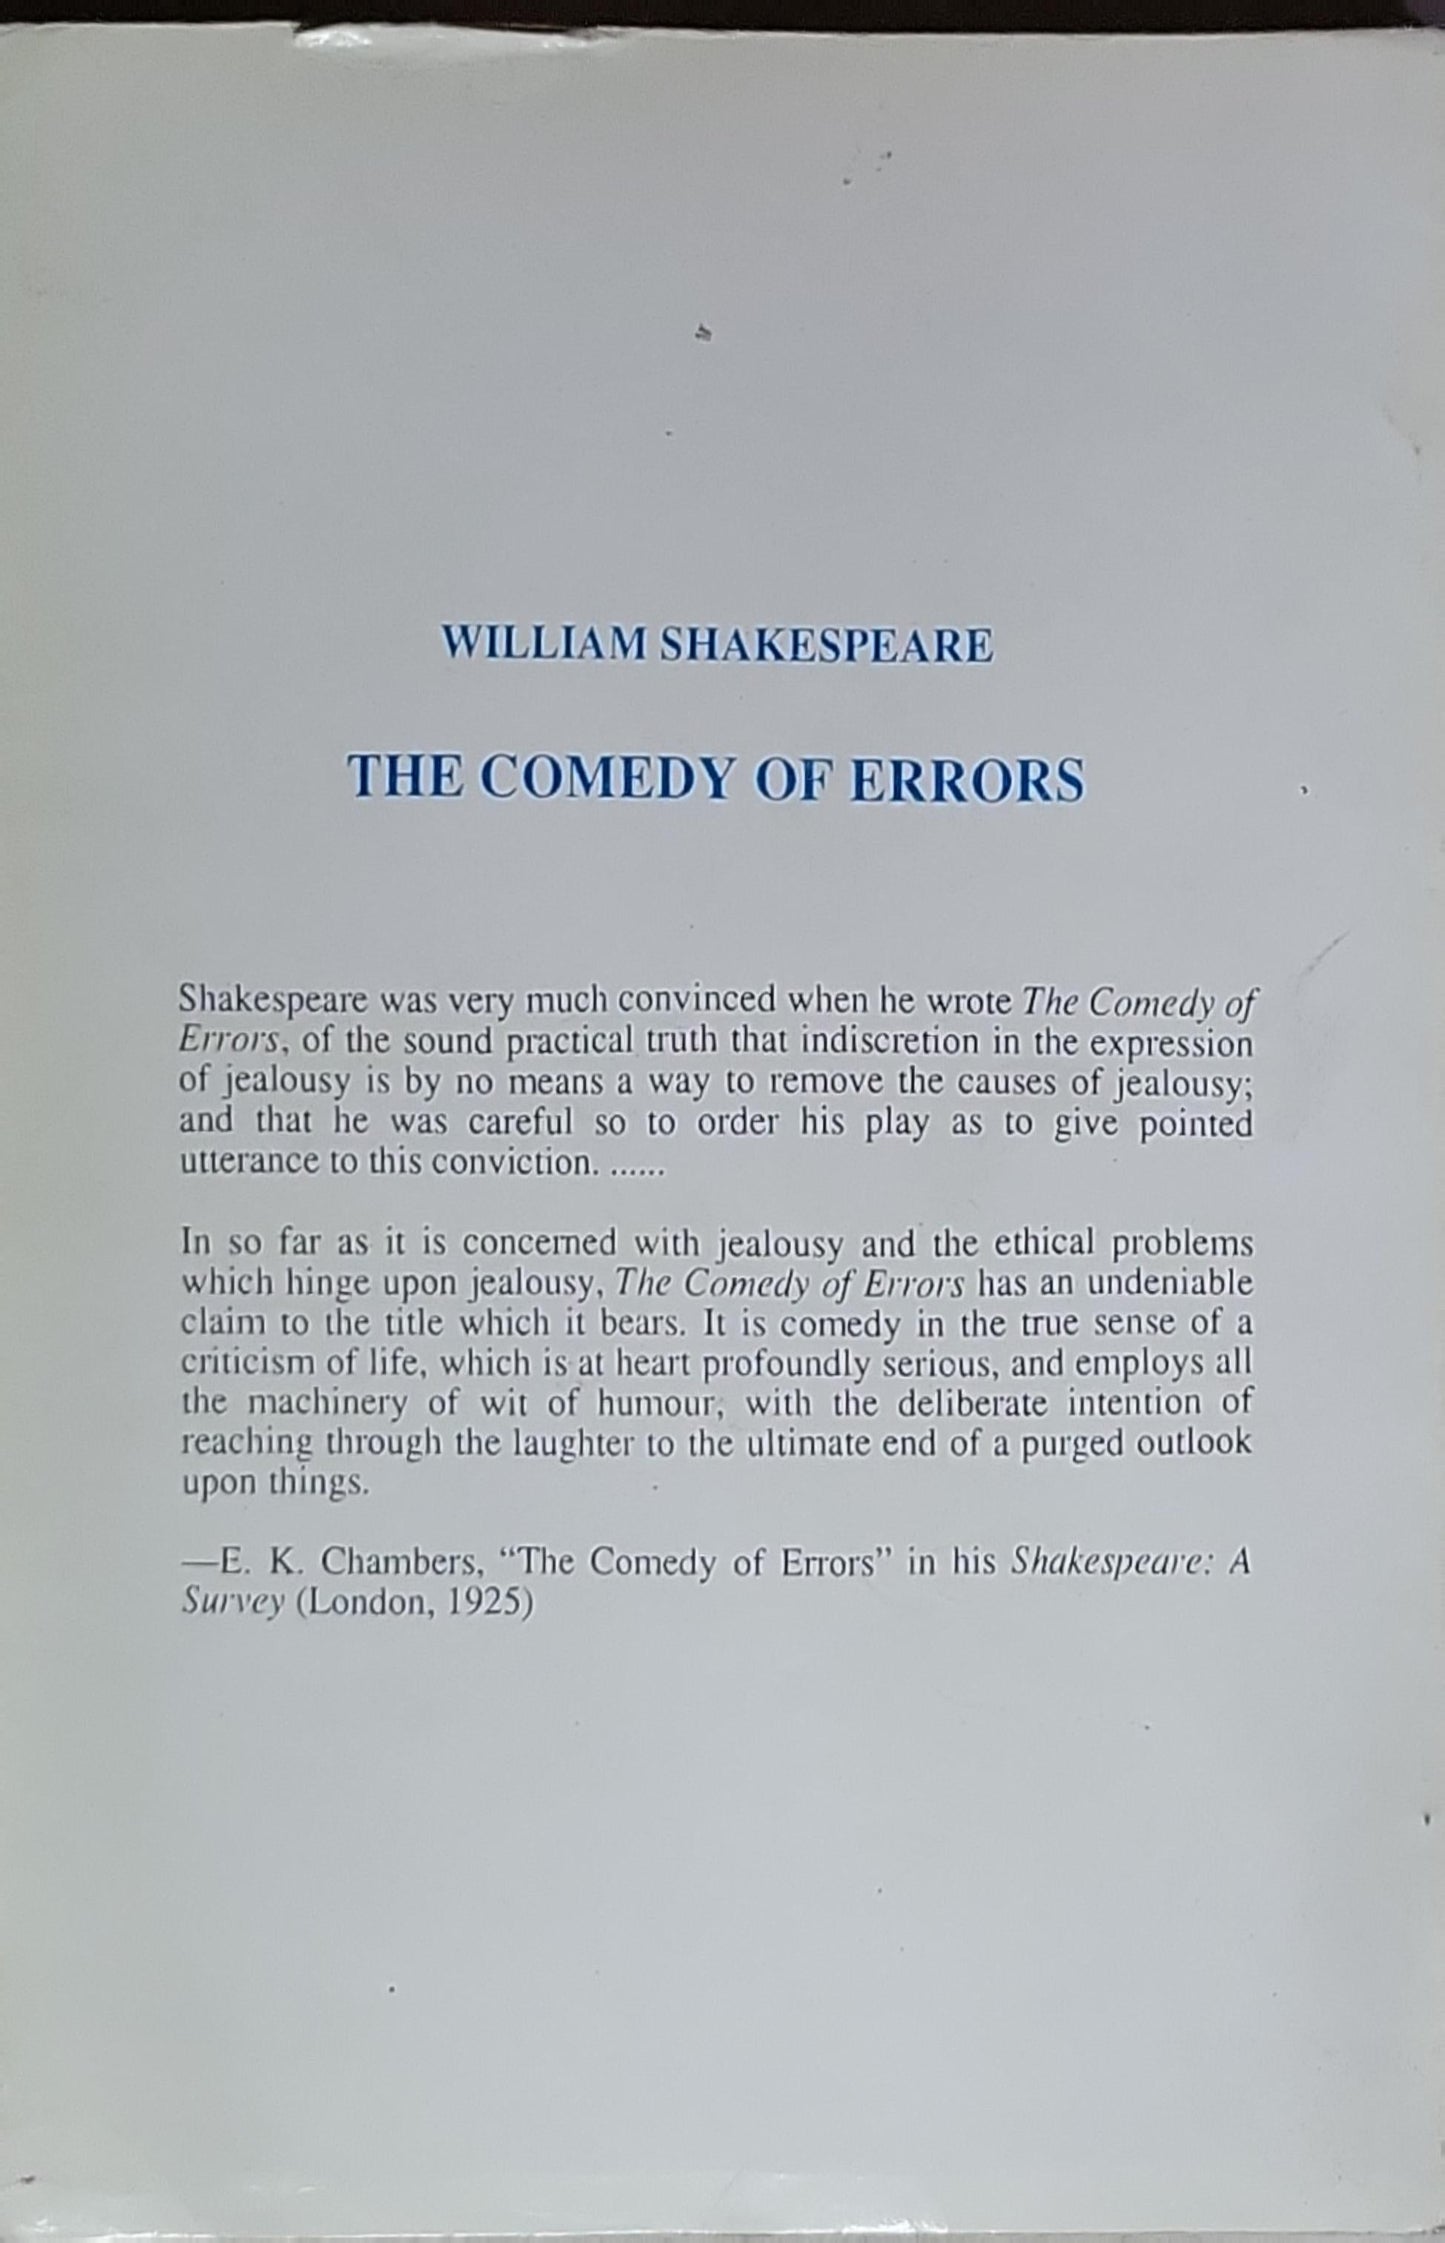 WILLIAM SHAKESPEARE
THE COMEDY OF ERRORS
Shakespeare was very much convinced when he wrote The Comedy of
Errors, of the sound practical truth that indiscretion in the expression
of jealousy is by no means a way to remove the causes of jealousy;
and that he was careful so to order his play as to give pointed
utterance to this conviction. ......
In so far as it is concerned with jealousy and the ethical problems
which hinge upon jealousy, The Comedy of Errors has an undeniable
claim to the title which it bears. It is comedy in the true sense of a
criticism of life, which is at heart profoundly serious, and employs all
the machinery of wit of humour, with the deliberate intention of
reaching through the laughter to the ultimate end of a purged outlook
upon things.
—E. K. Chambers, “The Comedy of Errors” in his Shakespeare: A
Survey (London, 1925)